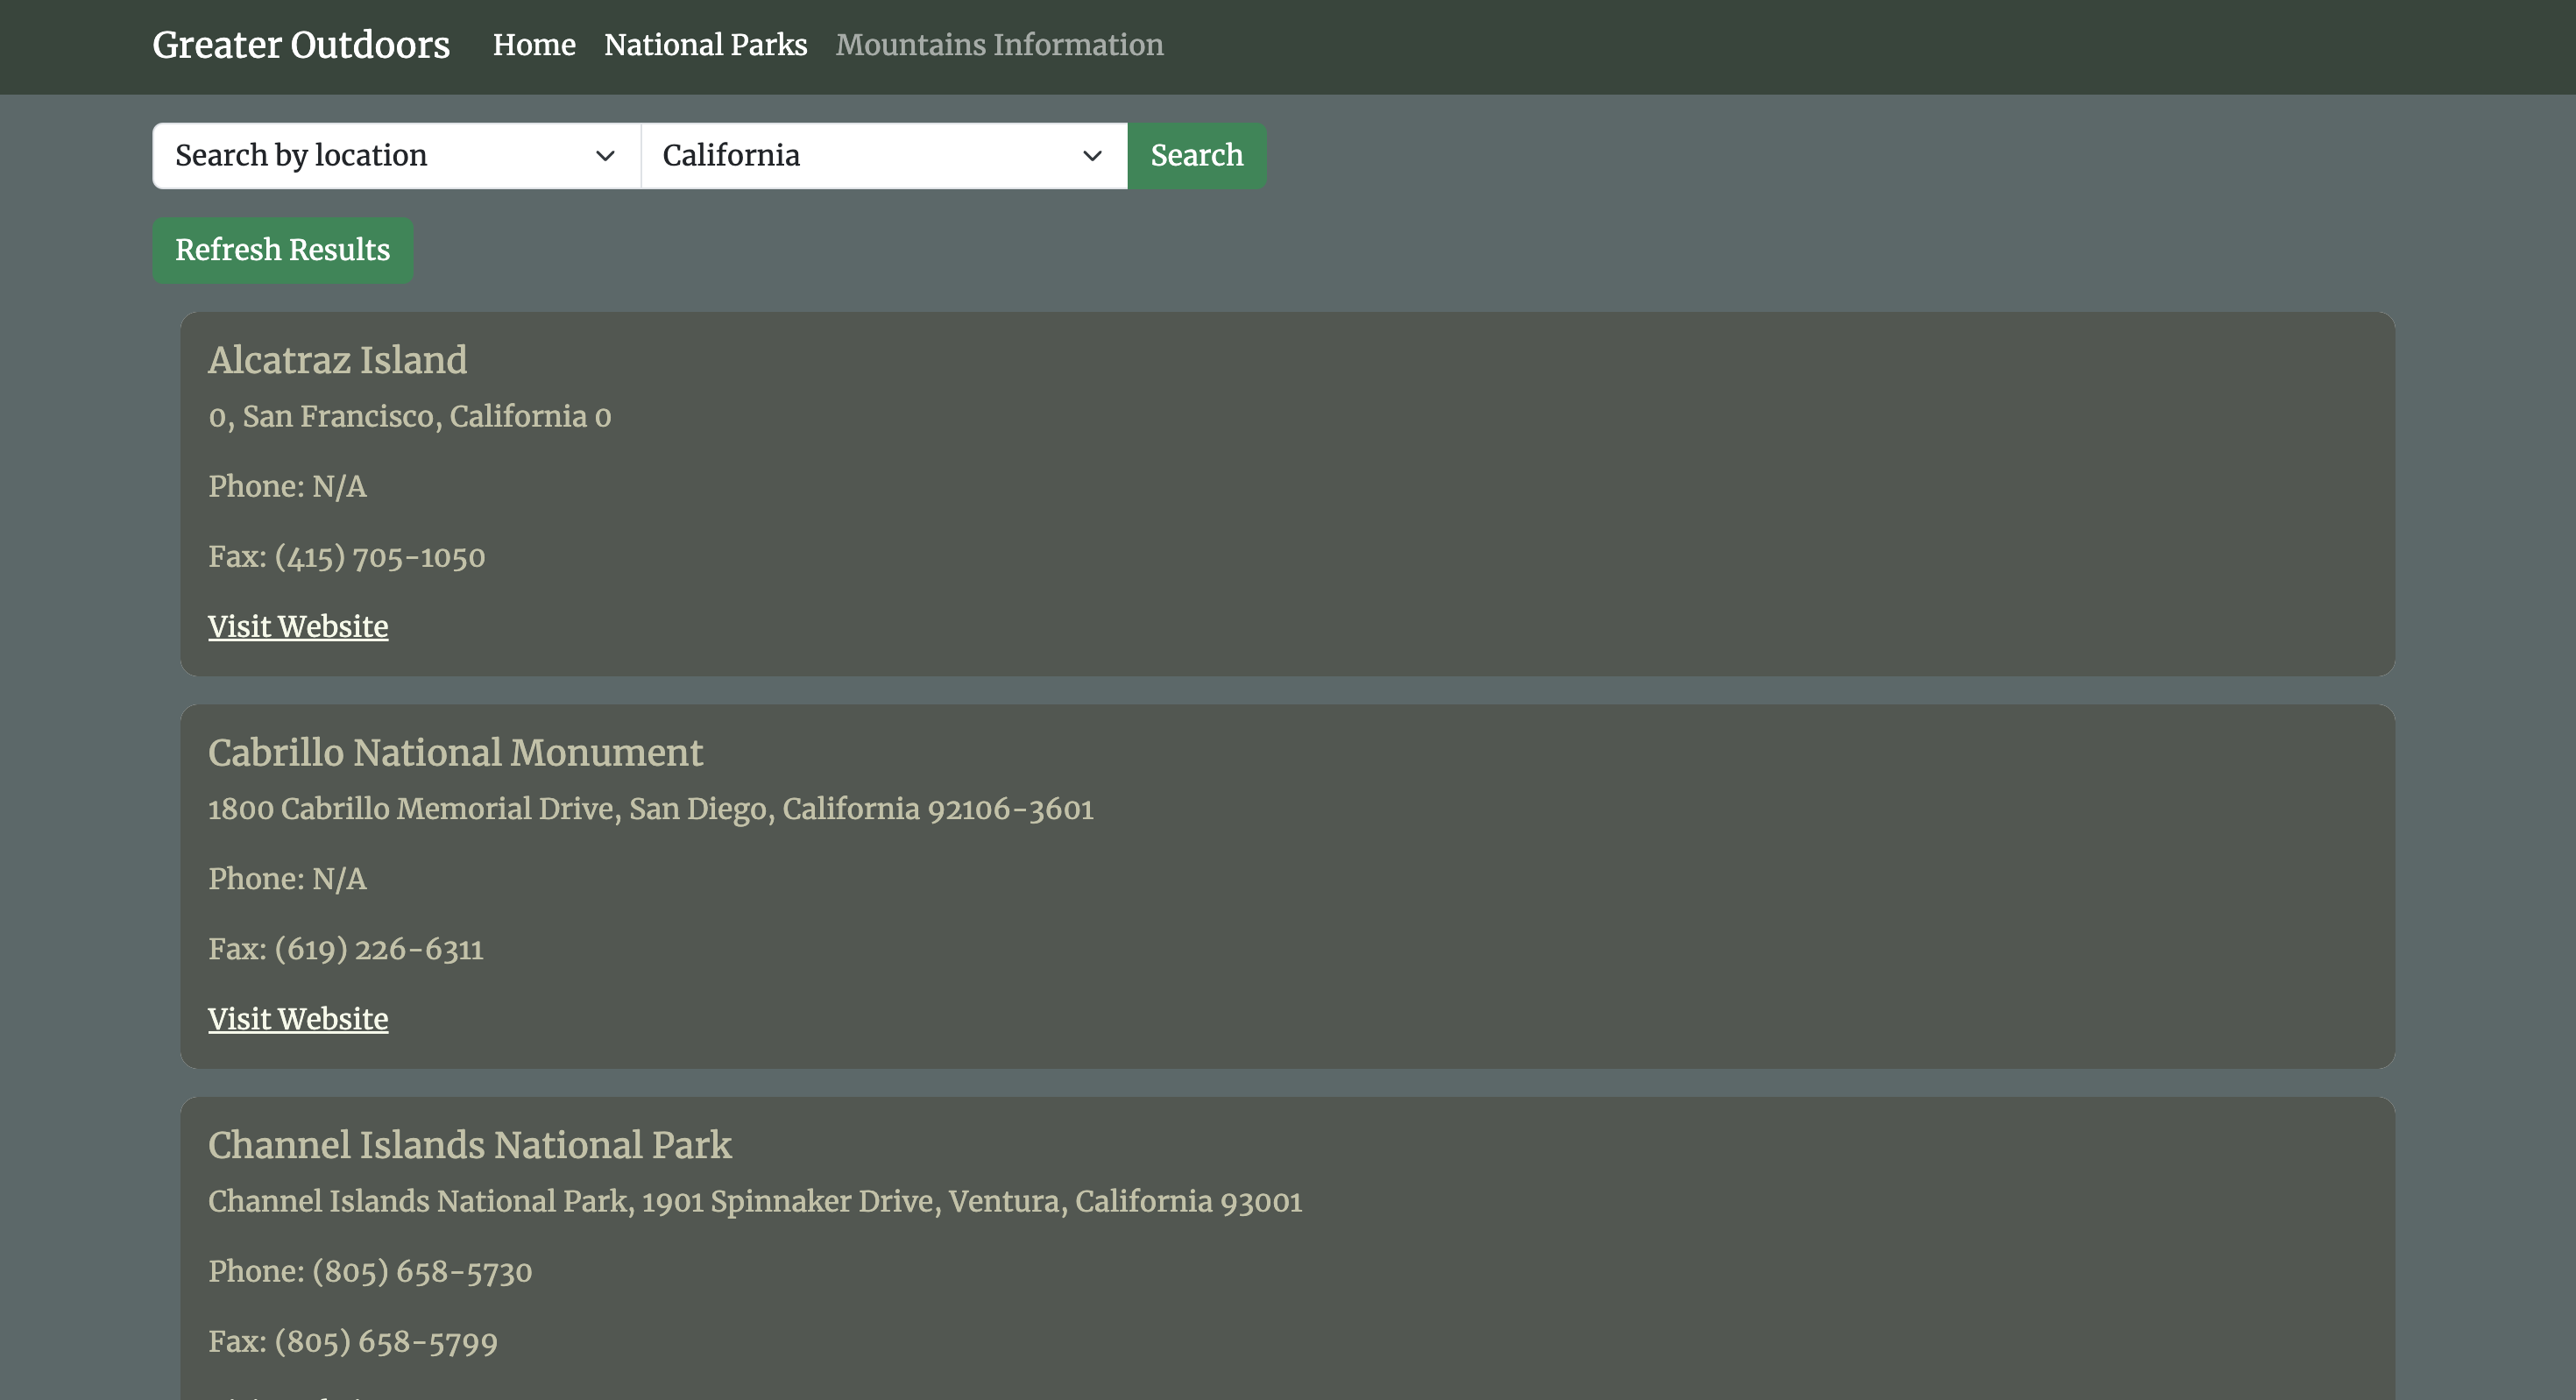 Greater Outdoors Home National Parks Mountains Information
Search by location California Search
Refresh Results
Alcatraz Island
0, San Francisco, California 0
Phone: N/A
Fax: (415) 705-1050
Visit Website
Cabrillo National Monument
1800 Cabrillo Memorial Drive, San Diego, California 92106-3601
Phone: N/A
Fax: (619) 226-6311
Visit Website
Channel Islands National Park
Channel Islands National Park, 1901 Spinnaker Drive, Ventura, California 93001
Phone: (805) 658-5730
Fax: (805) 658-5799